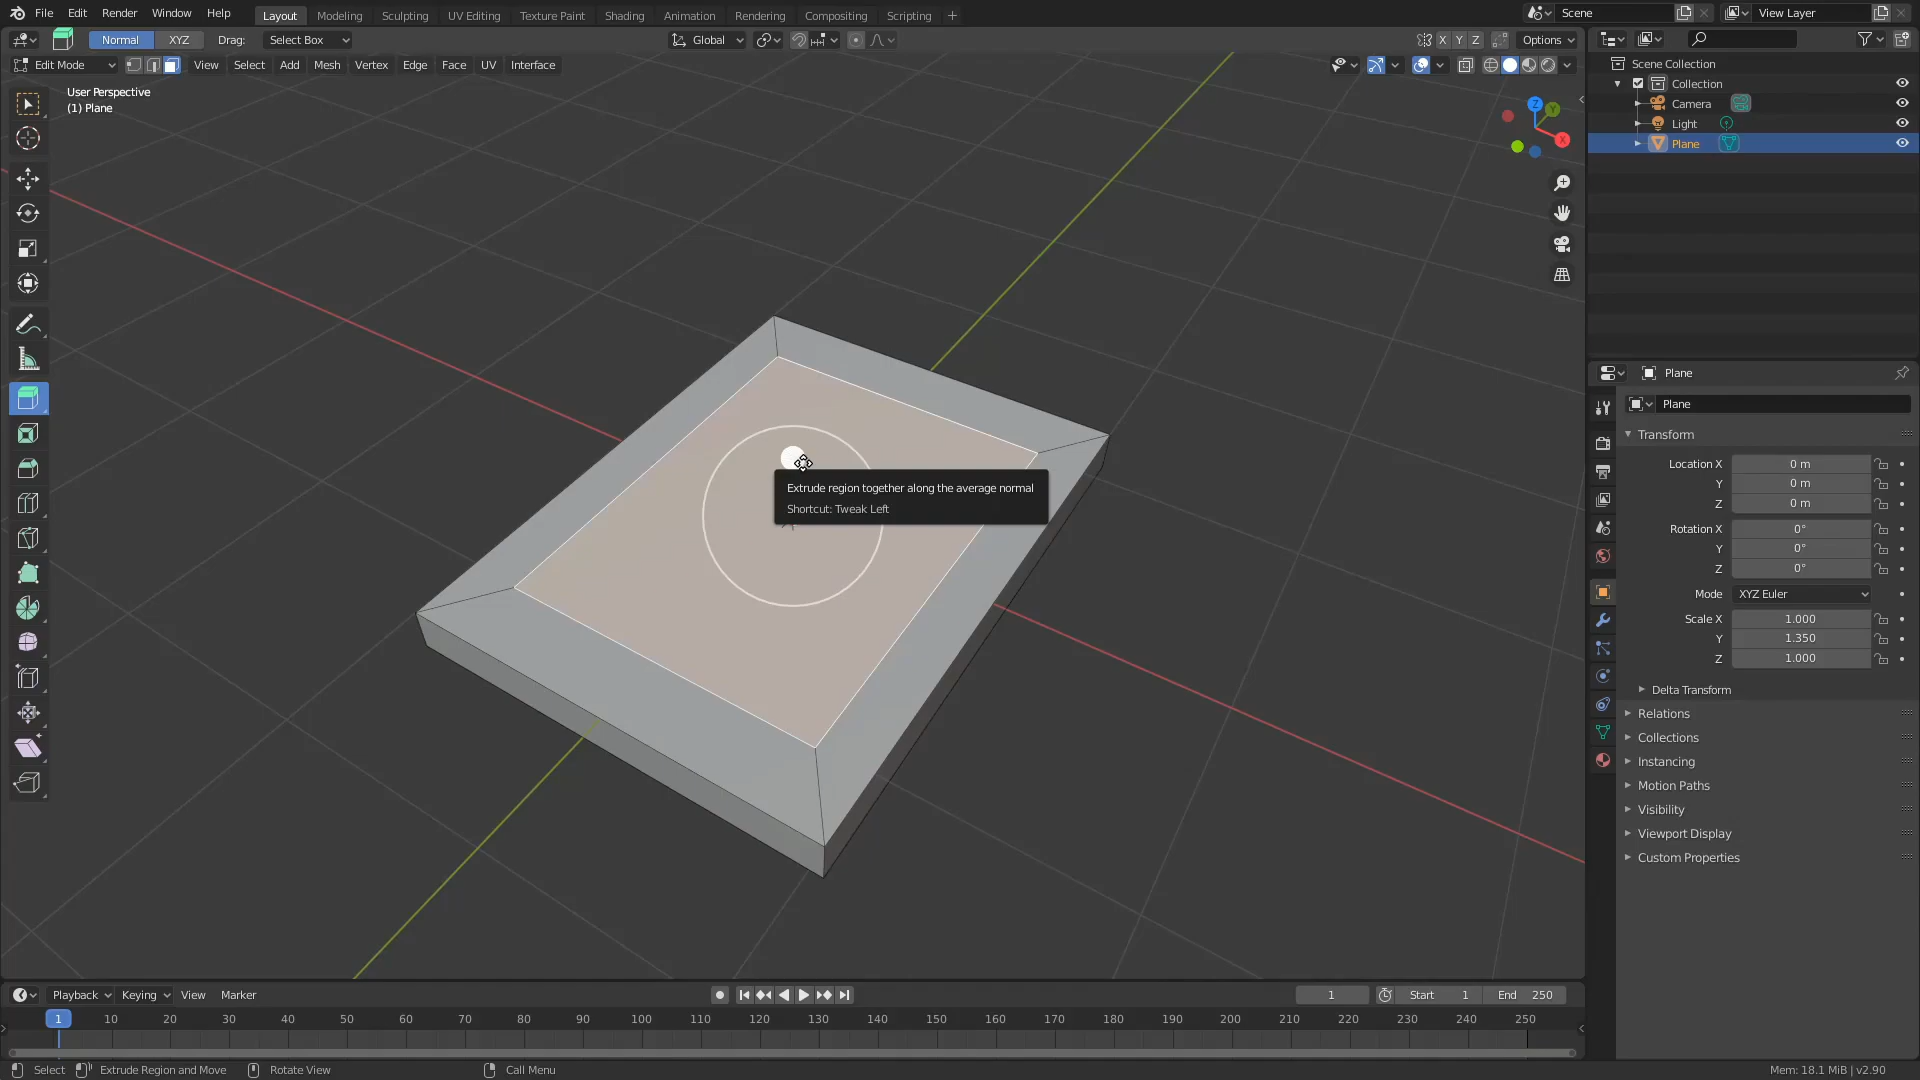 File Edit Render Window Help Layout Modeling Sculpting UV Editing Texture Paint Shading Animation Rendering Compositing Scripting + Scene View Layer
Normal XYZ Drag: Select Box Global X Y Z Options
Edit Mode View Select Add Mesh Vertex Edge Face UV Interface
User Perspective
(1) Plane
Z
Y
X
Extrude region together along the average normal
Shortcut: Tweak Left
Scene Collection
Collection
Camera
Light
Plane
Plane
Plane
Transform
Location X 0 m
Y 0 m
Z 0 m
Rotation X 0°
Y 0°
Z 0°
Mode XYZ Euler
Scale X 1.000
Y 1.350
Z 1.000
Delta Transform
Relations
Collections
Instancing
Motion Paths
Visibility
Viewport Display
Custom Properties
Playback Keying View Marker 1 Start 1 End 250
1 10 20 30 40 50 60 70 80 90 100 110 120 130 140 150 160 170 180 190 200 210 220 230 240 250
Select Extrude Region and Move Rotate View Call Menu Mem: 18.1 MiB | v2.90